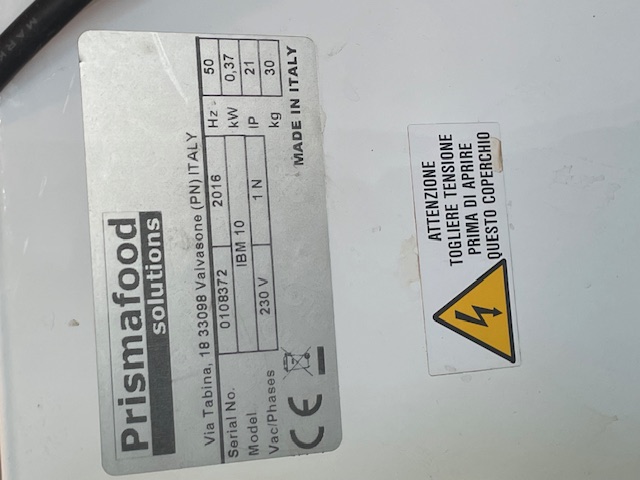 Prismafood
solutions
Via Tabina, 18 33098 Valvasone (PN) ITALY
Serial No. 0108372 2016 Hz 50
Model IBM 10 kW 0,37
Vac/Phases 230 V 1 N IP 21
kg 30
CE MADE IN ITALY
ATTENZIONE
TOGLIERE TENSIONE
PRIMA DI APRIRE
QUESTO COPERCHIO
MARK